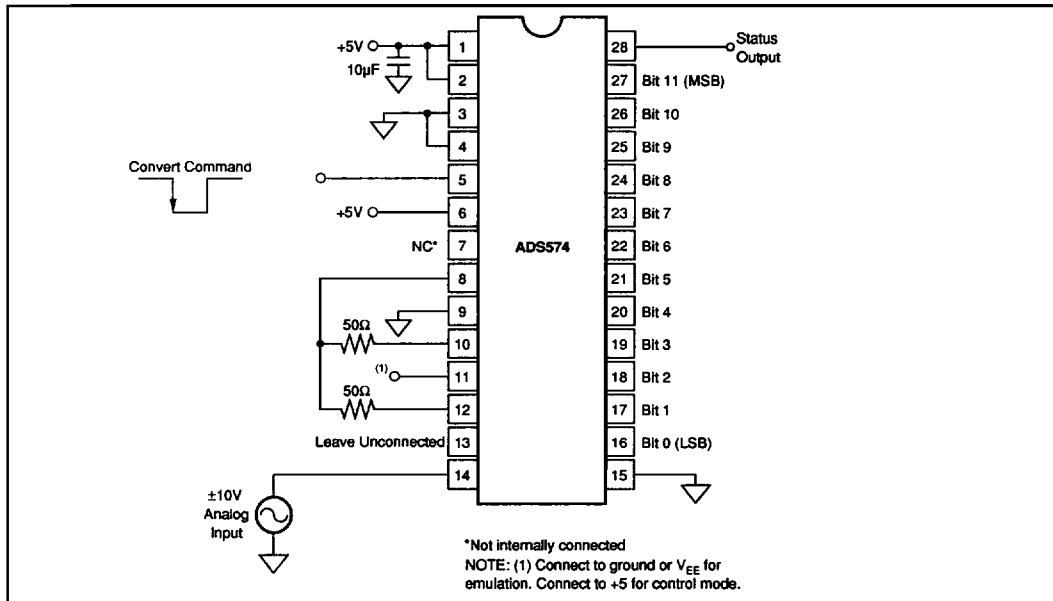 +5V
10µF
1
2
3
4
Convert Command
5
+5V
6
NC*
7
8
9
50Ω
10
(1)
11
50Ω
12
Leave Unconnected
13
14
±10V
Analog
Input
ADS574
28
Status
Output
27
Bit 11 (MSB)
26
Bit 10
25
Bit 9
24
Bit 8
23
Bit 7
22
Bit 6
21
Bit 5
20
Bit 4
19
Bit 3
18
Bit 2
17
Bit 1
16
Bit 0 (LSB)
15
*Not internally connected
NOTE: (1) Connect to ground or VEE for
emulation. Connect to +5 for control mode.